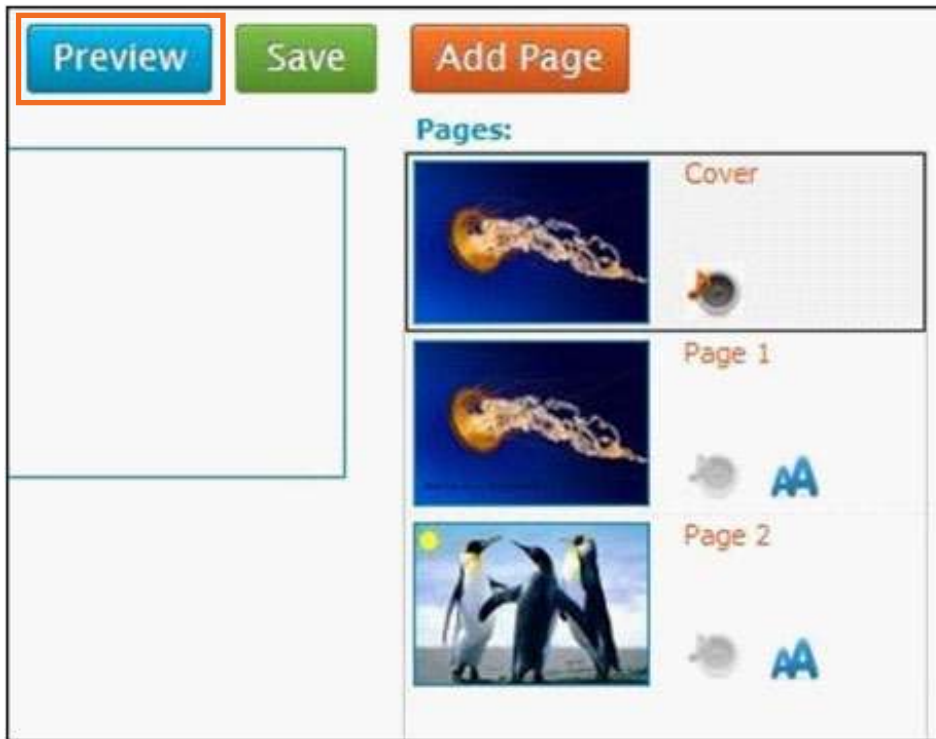 Preview Save Add Page
Pages:
Cover
Page 1
AA
Page 2
AA